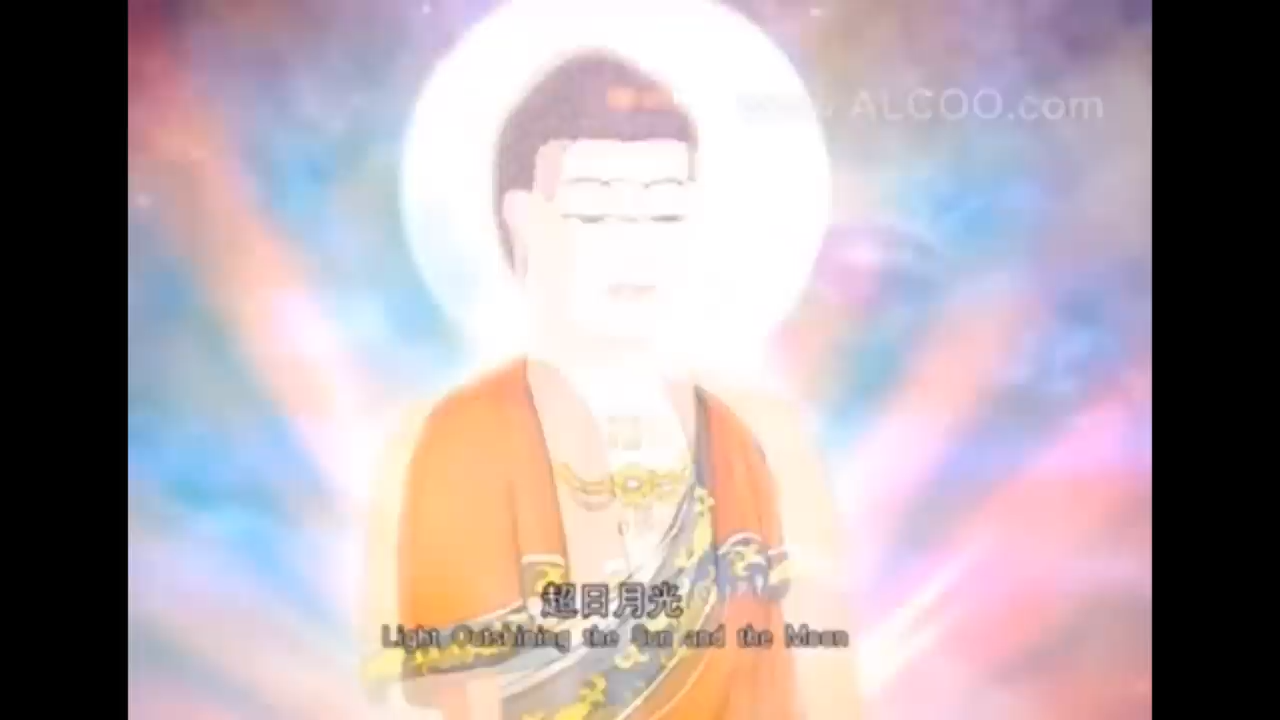 ALCOO.com
超日月光
Light Outshining the Sun and the Moon